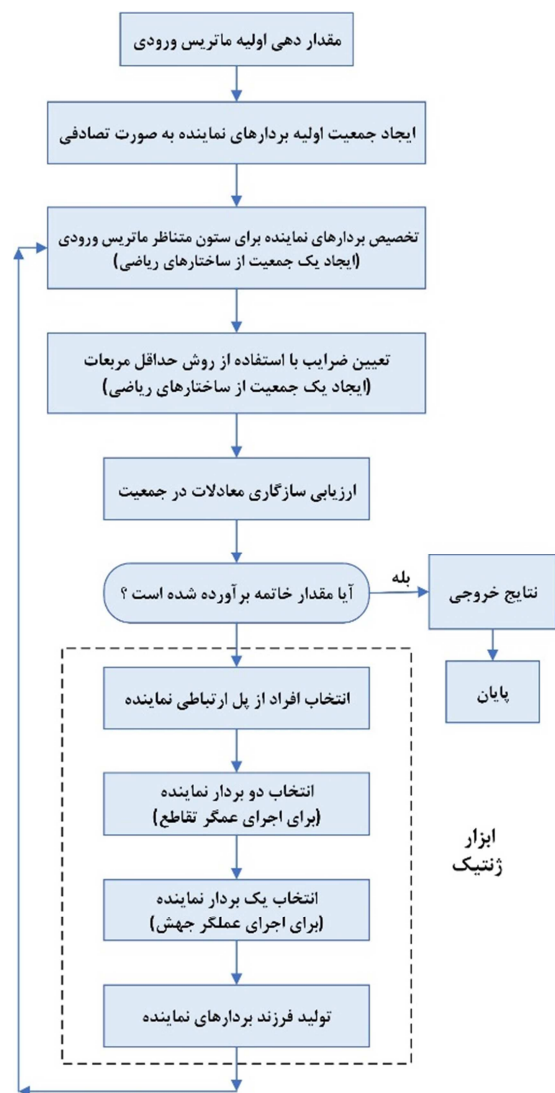 مقدار دهی اولیه ماتریس ورودی
ایجاد جمعیت اولیه بردارهای نماینده به صورت تصادفی
تخصیص بردارهای نماینده برای ستون متناظر ماتریس ورودی
(ایجاد یک جمعیت از ساختارهای ریاضی)
تعیین ضرایب با استفاده از روش حداقل مربعات
(ایجاد یک جمعیت از ساختارهای ریاضی)
ارزیابی سازگاری معادلات در جمعیت
آیا مقدار خاتمه برآورده شده است ؟
بله
نتایج خروجی
پایان
انتخاب افراد از پل ارتباطی نماینده
انتخاب دو بردار نماینده
(برای اجرای عمگر تقاطع)
انتخاب یک بردار نماینده
(برای اجرای عملگر جهش)
تولید فرزند بردارهای نماینده
ابزار
ژنتیک